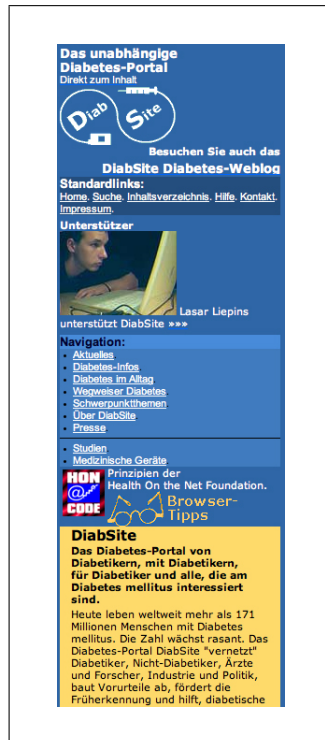 Das unabhängige
Diabetes-Portal
Direkt zum Inhalt
Diab Site
Besuchen Sie auch das
DiabSite Diabetes-Weblog
Standardlinks:
Home. Suche. Inhaltsverzeichnis. Hilfe. Kontakt.
Impressum.
Unterstützer
Lasar Liepins
unterstützt DiabSite »»»
Navigation:
Aktuelles.
Diabetes-Infos.
Diabetes im Alltag.
Wegweiser Diabetes.
Schwerpunktthemen.
Über DiabSite.
Presse.
Studien.
Medizinische Geräte.
HON
@
CODE
Prinzipien der
Health On the Net Foundation.
Browser-
Tipps
DiabSite
Das Diabetes-Portal von
Diabetikern, mit Diabetikern,
für Diabetiker und alle, die am
Diabetes mellitus interessiert
sind.
Heute leben weltweit mehr als 171
Millionen Menschen mit Diabetes
mellitus. Die Zahl wächst rasant. Das
Diabetes-Portal DiabSite "vernetzt"
Diabetiker, Nicht-Diabetiker, Ärzte
und Forscher, Industrie und Politik,
baut Vorurteile ab, fördert die
Früherkennung und hilft, diabetische